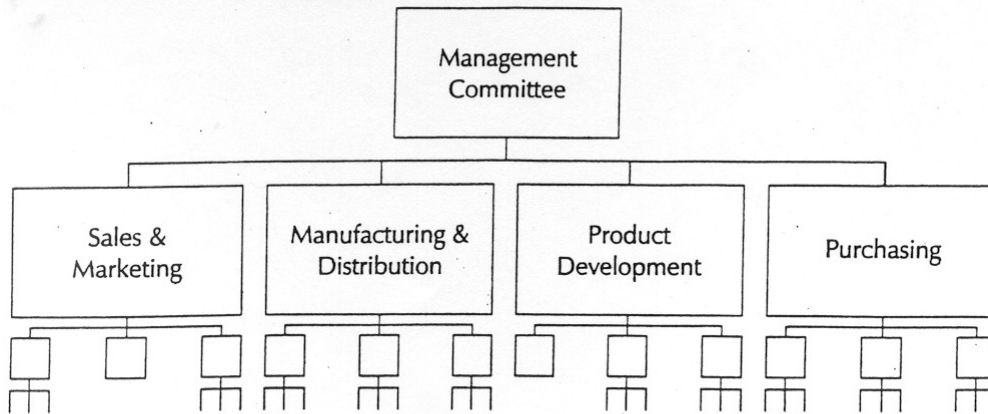 Management
Committee
Sales &
Marketing
Manufacturing &
Distribution
Product
Development
Purchasing